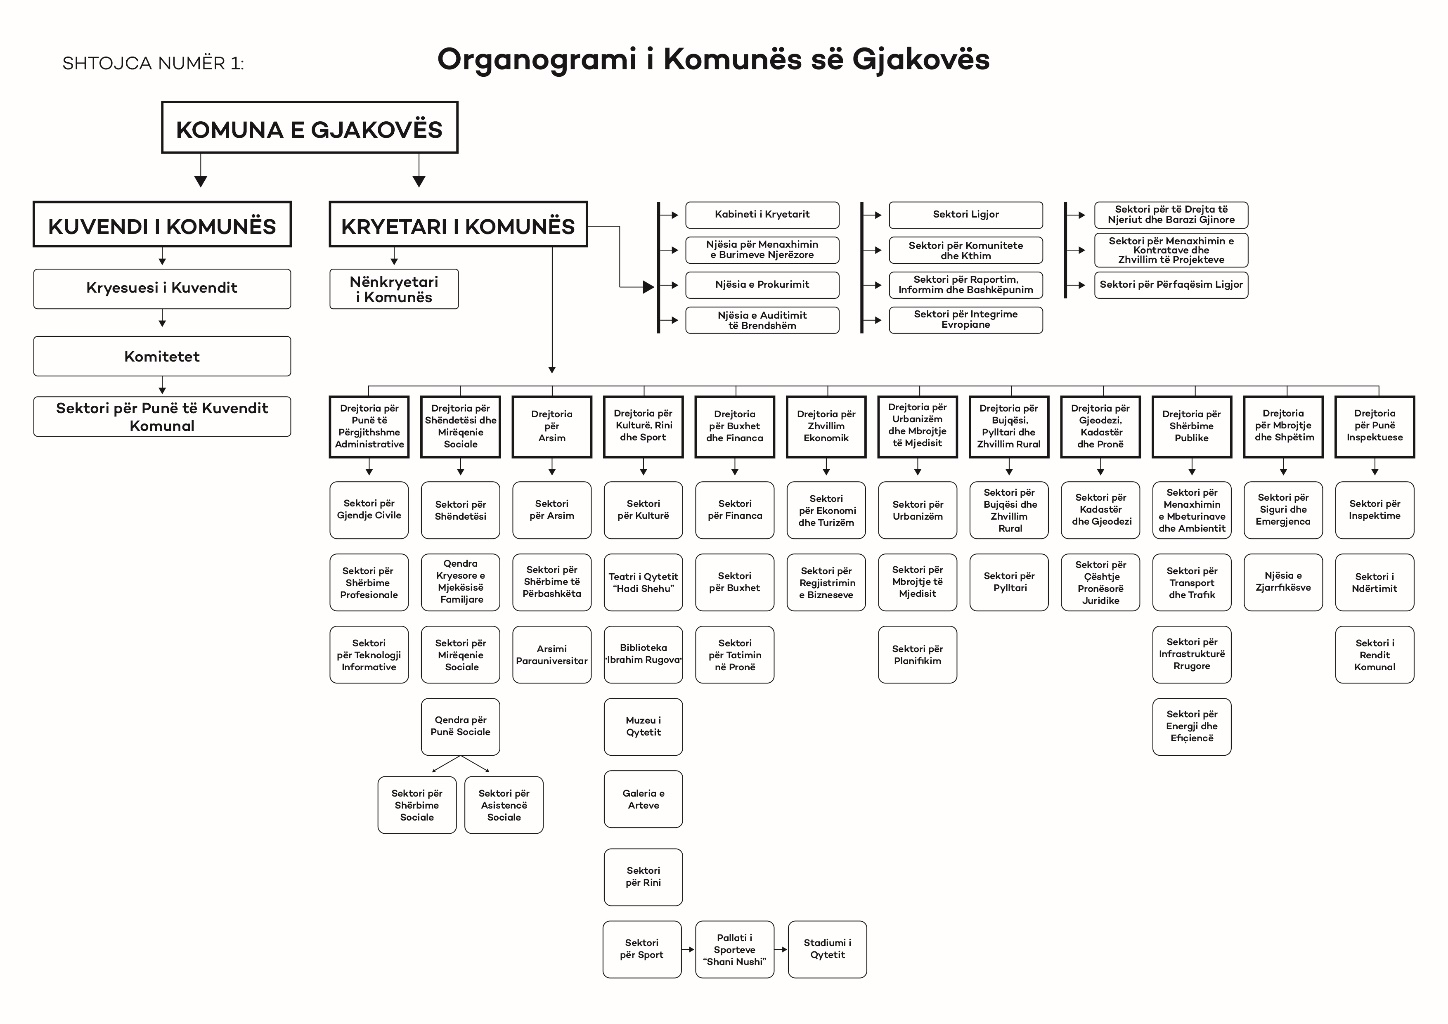 SHTOJCA NUMËR 1:
Organogrami i Komunës së Gjakovës
KOMUNA E GJAKOVËS
KUVENDI I KOMUNËS
Kryesuesi i Kuvendit
Komitetet
Sektori për Punë të Kuvendit
Komunal
KRYETARI I KOMUNËS
Nënkryetari
i Komunës
Kabineti i Kryetarit
Njësia për Menaxhimin
e Burimeve Njerëzore
Njësia e Prokurimit
Njësia e Auditimit
të Brendshëm
Sektori Ligjor
Sektori për Komunitete
dhe Kthim
Sektori për Raportim,
Informim dhe Bashkëpunim
Sektori për Integrime
Evropiane
Sektori për të Drejta të
Njeriut dhe Barazi Gjinore
Sektori për Menaxhimin e
Kontratave dhe
Zhvillim të Projekteve
Sektori për Përfaqësim Ligjor
Drejtoria për
Punë të
Përgjithshme
Administrative
Sektori për
Gjendje Civile
Sektori për
Shërbime
Profesionale
Sektori
për Teknologji
Informative
Drejtoria për
Shëndetësi dhe
Mirëqenie
Sociale
Sektori për
Shëndetësi
Qendra
Kryesore e
Mjekësisë
Familjare
Sektori për
Mirëqenie
Sociale
Qendra për
Punë Sociale
Sektori për
Shërbime
Sociale
Sektori për
Asistencë
Sociale
Drejtoria
për
Arsim
Sektori
për Arsim
Sektori për
Shërbime të
Përbashkëta
Arsimi
Parauniversitar
Drejtoria për
Kulturë, Rini
dhe Sport
Sektori
për Kulturë
Teatri i Qytetit
“Hadi Shehu”
Biblioteka
"Ibrahim Rugova"
Muzeu i
Qytetit
Galeria e
Arteve
Sektori
për Rini
Sektori
për Sport
Pallati i
Sporteve
“Shani Nushi”
Stadiumi i
Qytetit
Drejtoria
për Buxhet
dhe Financa
Sektori
për Financa
Sektori
për Buxhet
Sektori
për Tatimin
në Pronë
Drejtoria për
Zhvillim
Ekonomik
Sektori
për Ekonomi
dhe Turizëm
Sektori për
Regjistrimin
e Bizneseve
Drejtoria për
Urbanizëm
dhe Mbrojtje
të Mjedisit
Sektori për
Urbanizëm
Sektori për
Mbrojtje të
Mjedisit
Sektori për
Planifikim
Drejtoria për
Bujqësi,
Pylltari dhe
Zhvillim Rural
Sektori për
Bujqësi dhe
Zhvillim
Rural
Sektori për
Pylltari
Drejtoria për
Gjeodezi,
Kadastër
dhe Pronë
Sektori për
Kadastër
dhe Gjeodezi
Sektori për
Çështje
Pronësorë
Juridike
Drejtoria për
Shërbime
Publike
Sektori për
Menaxhimin
e Mbeturinave
dhe Ambientit
Sektori për
Transport
dhe Trafik
Sektori për
Infrastrukturë
Rrugore
Sektori për
Energji dhe
Efiçiencë
Drejtoria
për Mbrojtje
dhe Shpëtim
Sektori për
Siguri dhe
Emergjenca
Njësia e
Zjarrfikësve
Drejtoria
për Punë
Inspektuese
Sektori për
Inspektime
Sektori i
Ndërtimit
Sektori i
Rendit
Komunal